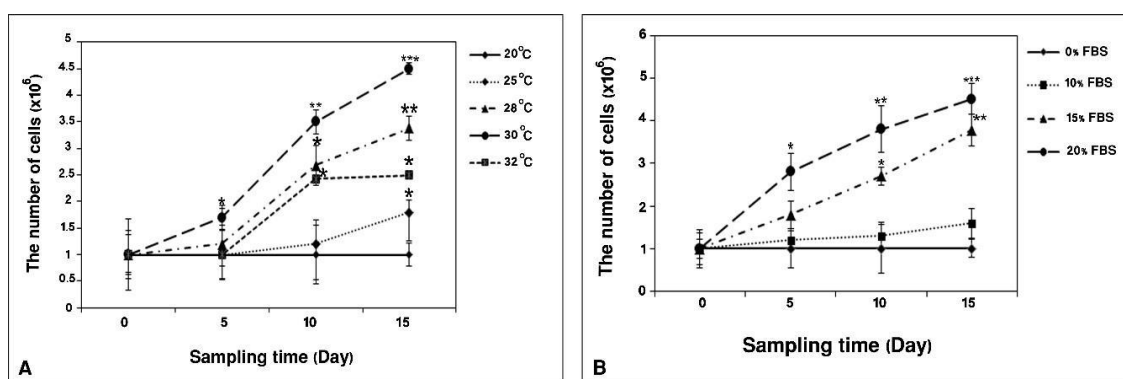 5
4.5
4
3.5
3
2.5
2
1.5
1
0.5
0
The number of cells (x10⁶)
0 5 10 15
Sampling time (Day)
20°C
25°C
28°C
30°C
32°C
*
**
*
*
***
**
*
*
A
6
5
4
3
2
1
0
The number of cells (x10⁶)
0 5 10 15
Sampling time (Day)
0% FBS
10% FBS
15% FBS
20% FBS
*
**
*
***
**
B